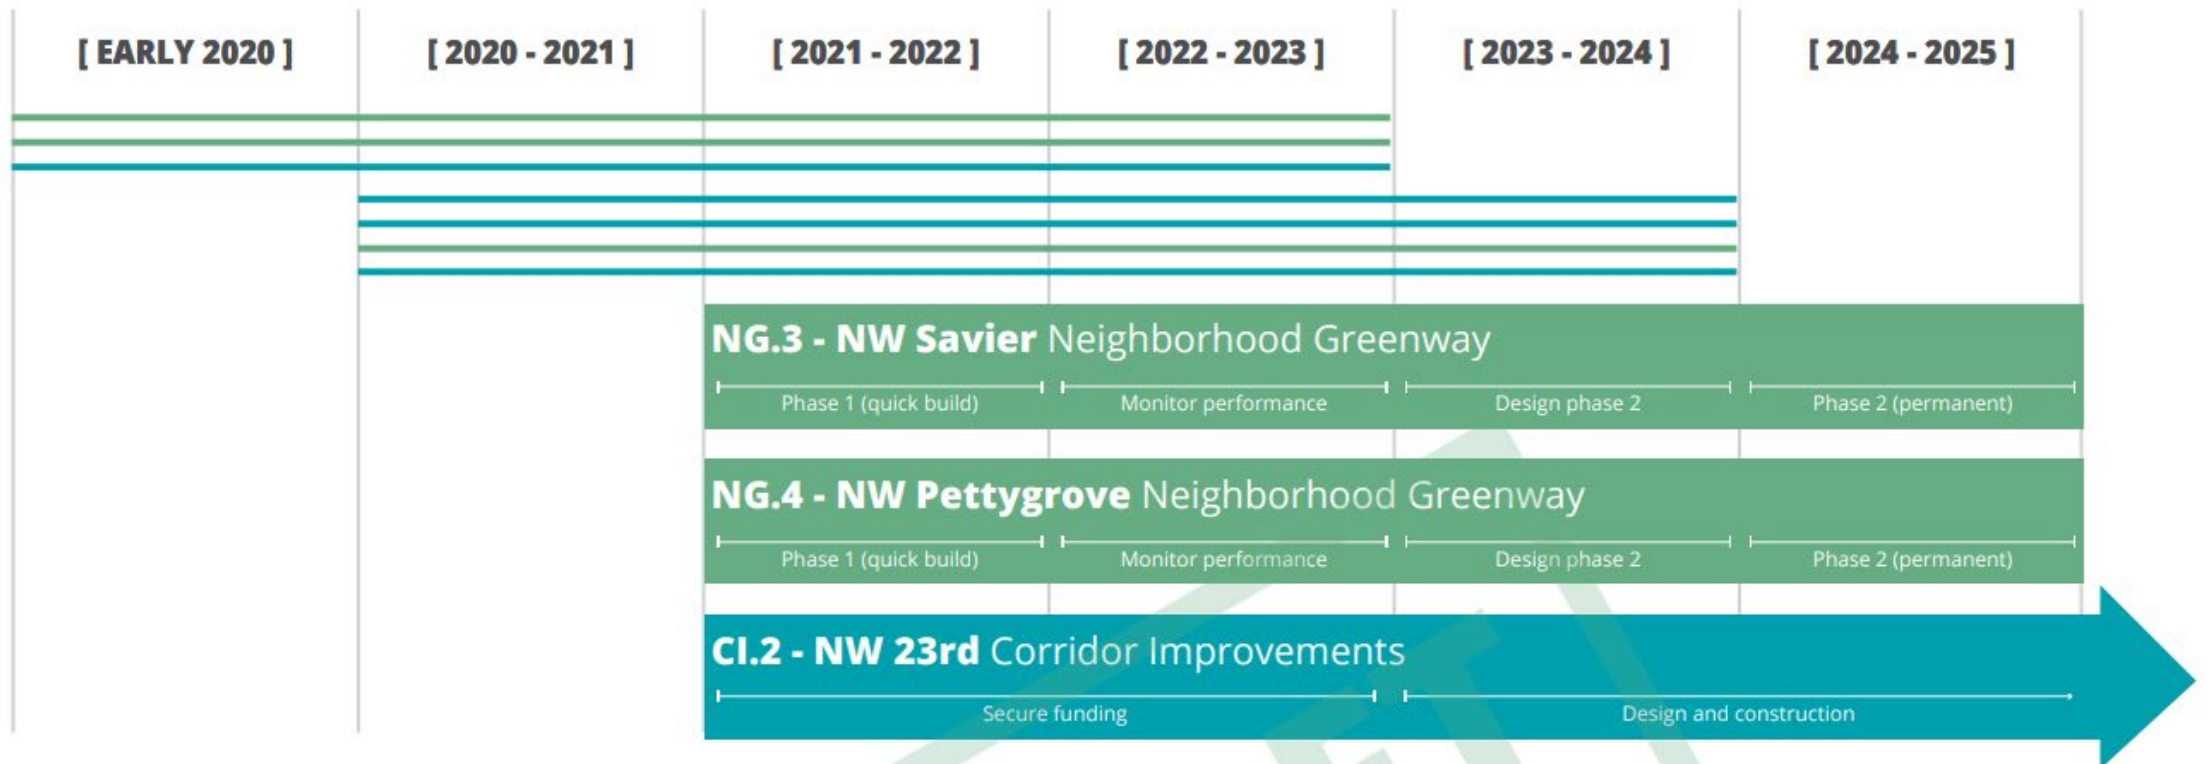 [ EARLY 2020 ] [ 2020 - 2021 ] [ 2021 - 2022 ] [ 2022 - 2023 ] [ 2023 - 2024 ] [ 2024 - 2025 ]
NG.3 - NW Savier Neighborhood Greenway
Phase 1 (quick build) Monitor performance Design phase 2 Phase 2 (permanent)
NG.4 - NW Pettygrove Neighborhood Greenway
Phase 1 (quick build) Monitor performance Design phase 2 Phase 2 (permanent)
CI.2 - NW 23rd Corridor Improvements
Secure funding Design and construction